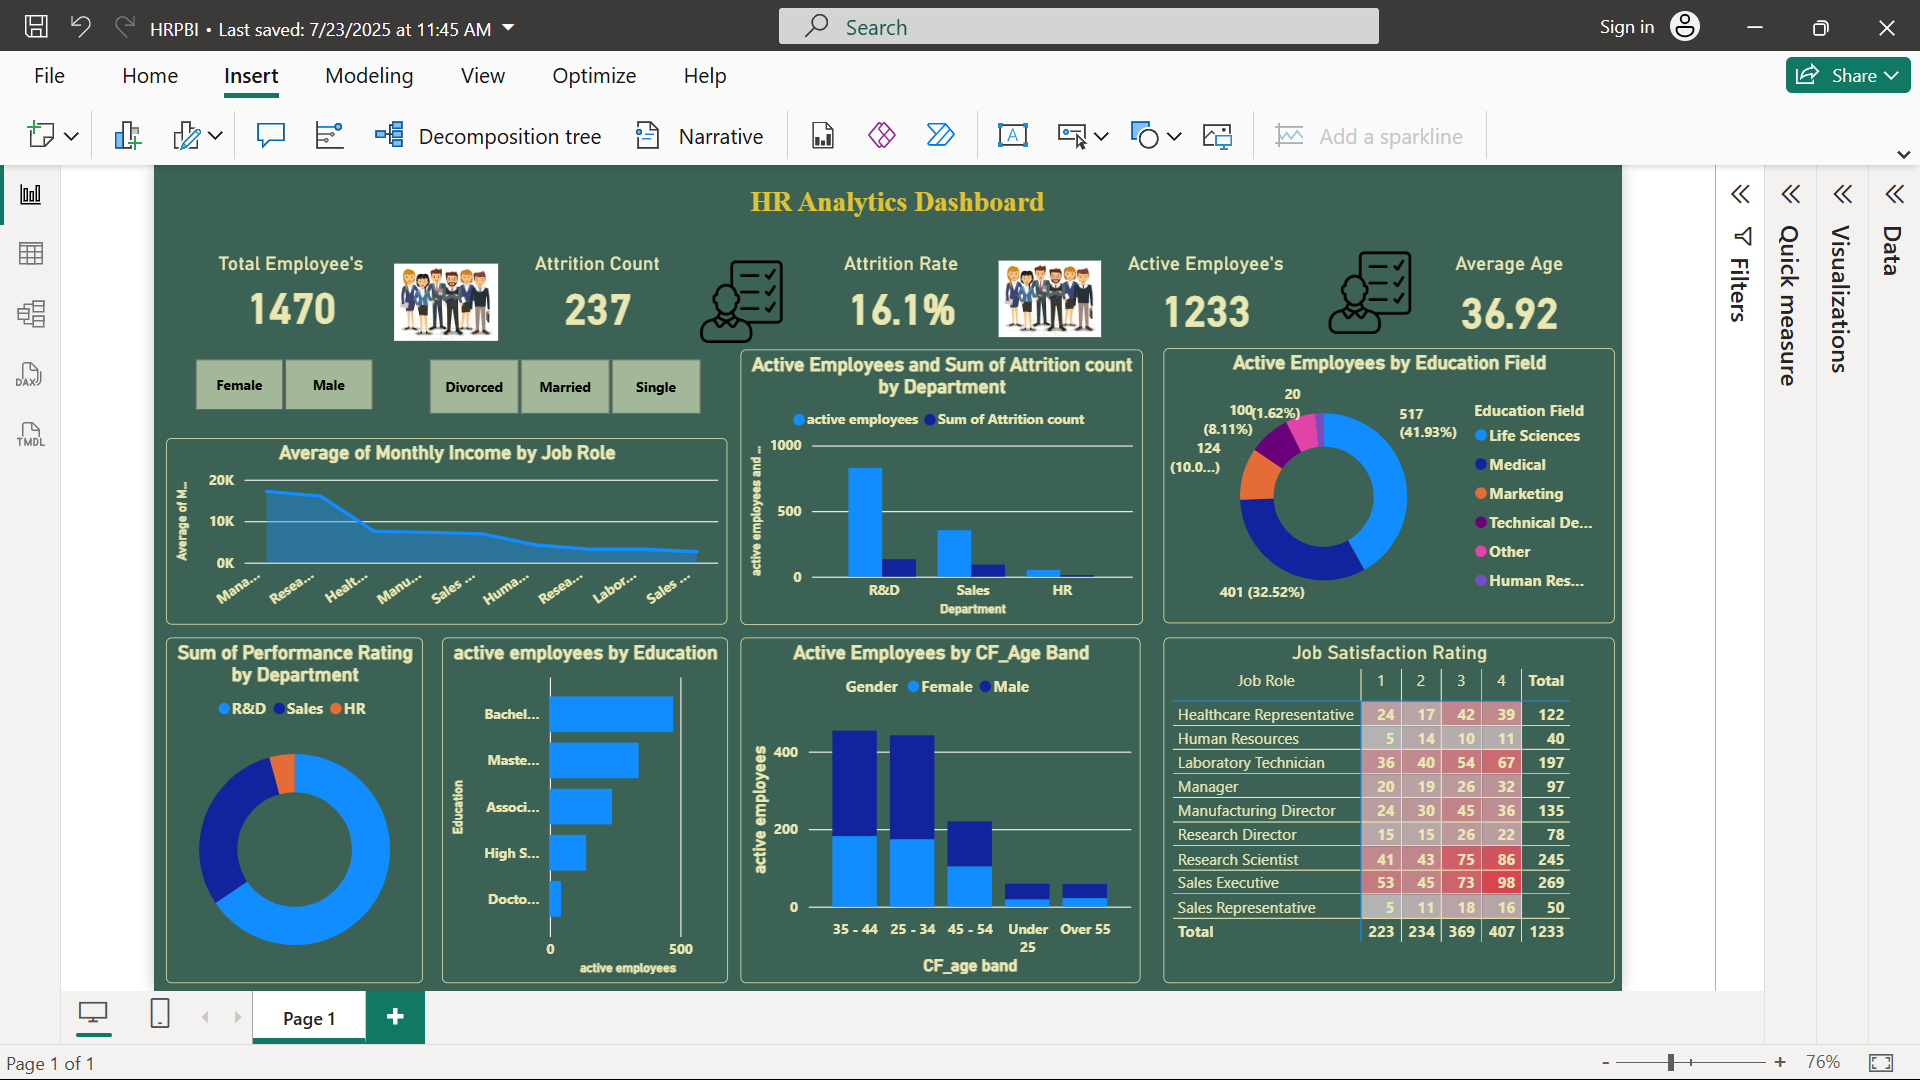 HRPBI • Last saved: 7/23/2025 at 11:45 AM
Search
Sign in
File Home Insert Modeling View Optimize Help
Share
Decomposition tree
Narrative
Add a sparkline
DAX
TMDL
HR Analytics Dashboard
Total Employee's
1470
Attrition Count
237
Attrition Rate
16.1%
Active Employee's
1233
Average Age
36.92
Female Male
Divorced Married Single
Average of Monthly Income by Job Role
Average of M...
20K
10K
0K
Mana... Resea... Healt... Manu... Sales ... Huma... Resea... Labor... Sales ...
Active Employees and Sum of Attrition count
by Department
active employees Sum of Attrition count
active employees and ...
1000
500
0
R&D Sales HR
Department
Active Employees by Education Field
20
(1.62%)
100
(8.11%)
124
(10.0...)
517
(41.93%)
401 (32.52%)
Education Field
Life Sciences
Medical
Marketing
Technical De...
Other
Human Res...
Sum of Performance Rating
by Department
R&D Sales HR
active employees by Education
Education
Bachel...
Maste...
Associ...
High S...
Docto...
0 500
active employees
Active Employees by CF_Age Band
Gender Female Male
active employees
400
200
0
35 - 44 25 - 34 45 - 54 Under 25 Over 55
CF_age band
Job Satisfaction Rating
Job Role 1 2 3 4 Total
Healthcare Representative 24 17 42 39 122
Human Resources 5 14 10 11 40
Laboratory Technician 36 40 54 67 197
Manager 20 19 26 32 97
Manufacturing Director 24 30 45 36 135
Research Director 15 15 26 22 78
Research Scientist 41 43 75 86 245
Sales Executive 53 45 73 98 269
Sales Representative 5 11 18 16 50
Total 223 234 369 407 1233
Filters
Quick measure
Visualizations
Data
Page 1
Page 1 of 1
- + 76%